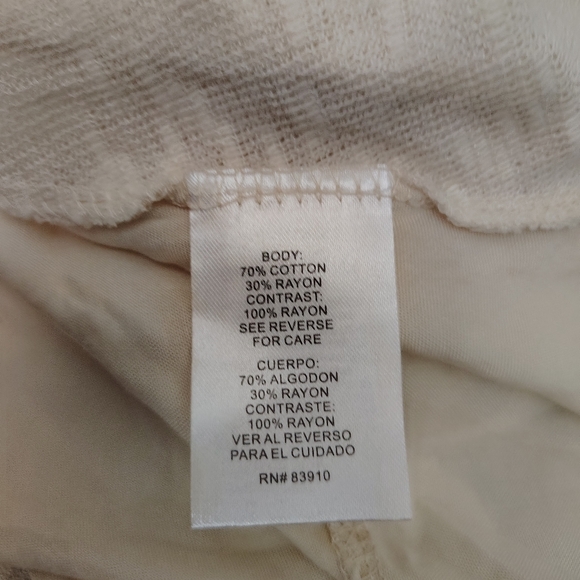 BODY:
70% COTTON
30% RAYON
CONTRAST:
100% RAYON
SEE REVERSE
FOR CARE
CUERPO:
70% ALGODON
30% RAYON
CONTRASTE:
100% RAYON
VER AL REVERSO
PARA EL CUIDADO
RN# 83910